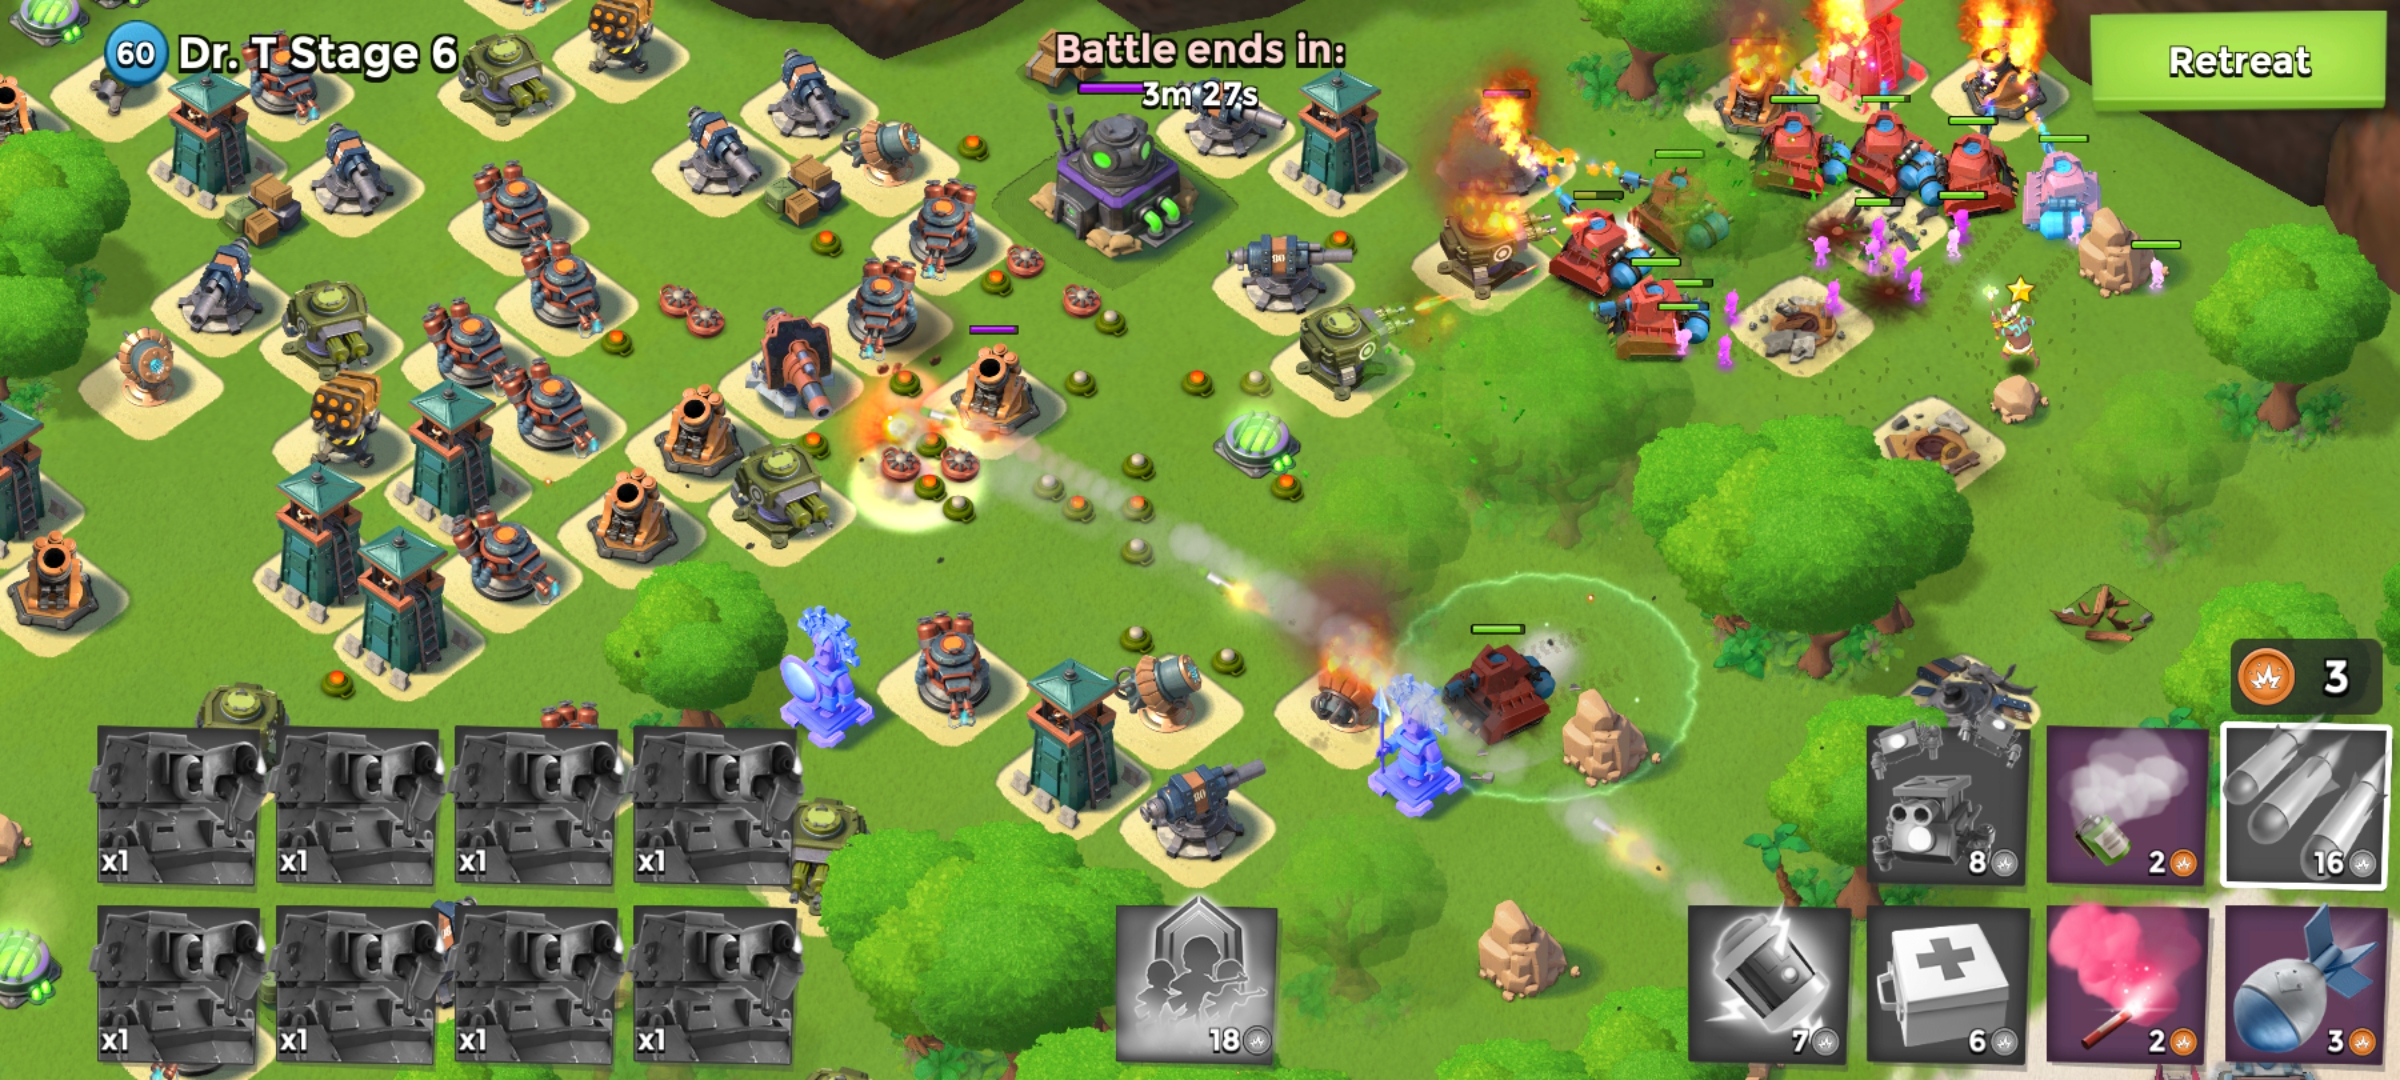 60 Dr. T Stage 6
Battle ends in:
3m 27s
Retreat
3
x1 x1 x1 x1
8 2 16
x1 x1 x1 x1
18 7 6 2 3